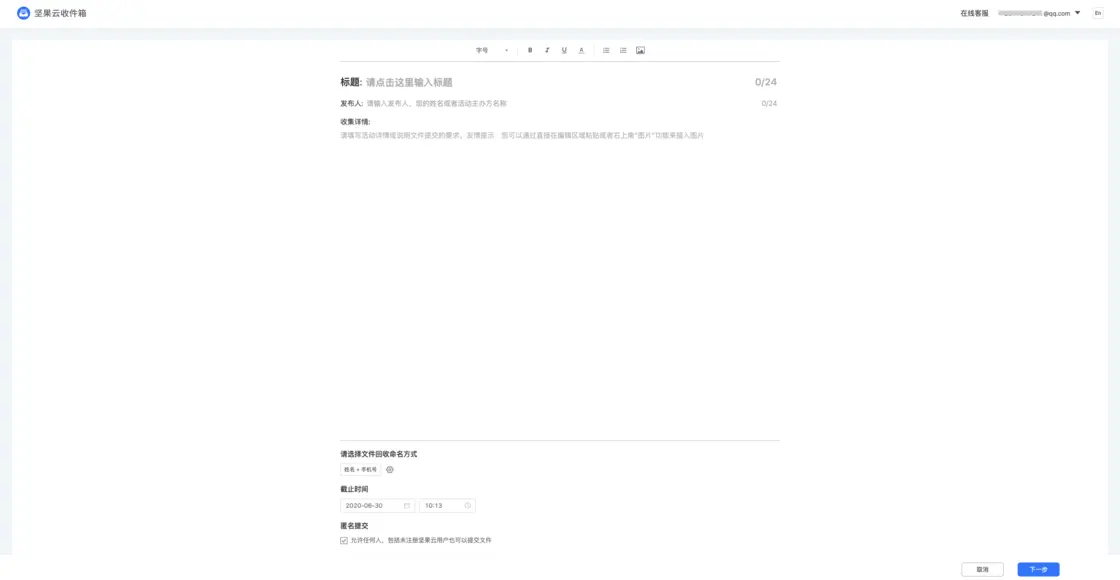 坚果云收件箱
在线客服 @qq.com En
字号 B I U A
标题: 请点击这里输入标题 0/24
发布人: 请输入发布人、您的姓名或者活动主办方名称 0/24
收集详情:
请填写活动详情或说明文件提交的要求。友情提示 您可以通过直接在编辑区域粘贴或者右上角“图片”功能来插入图片
请选择文件回收命名方式
姓名 + 手机号
截止时间
2020-06-30 10:13
匿名提交
允许任何人，包括未注册坚果云用户也可以提交文件
取消 下一步